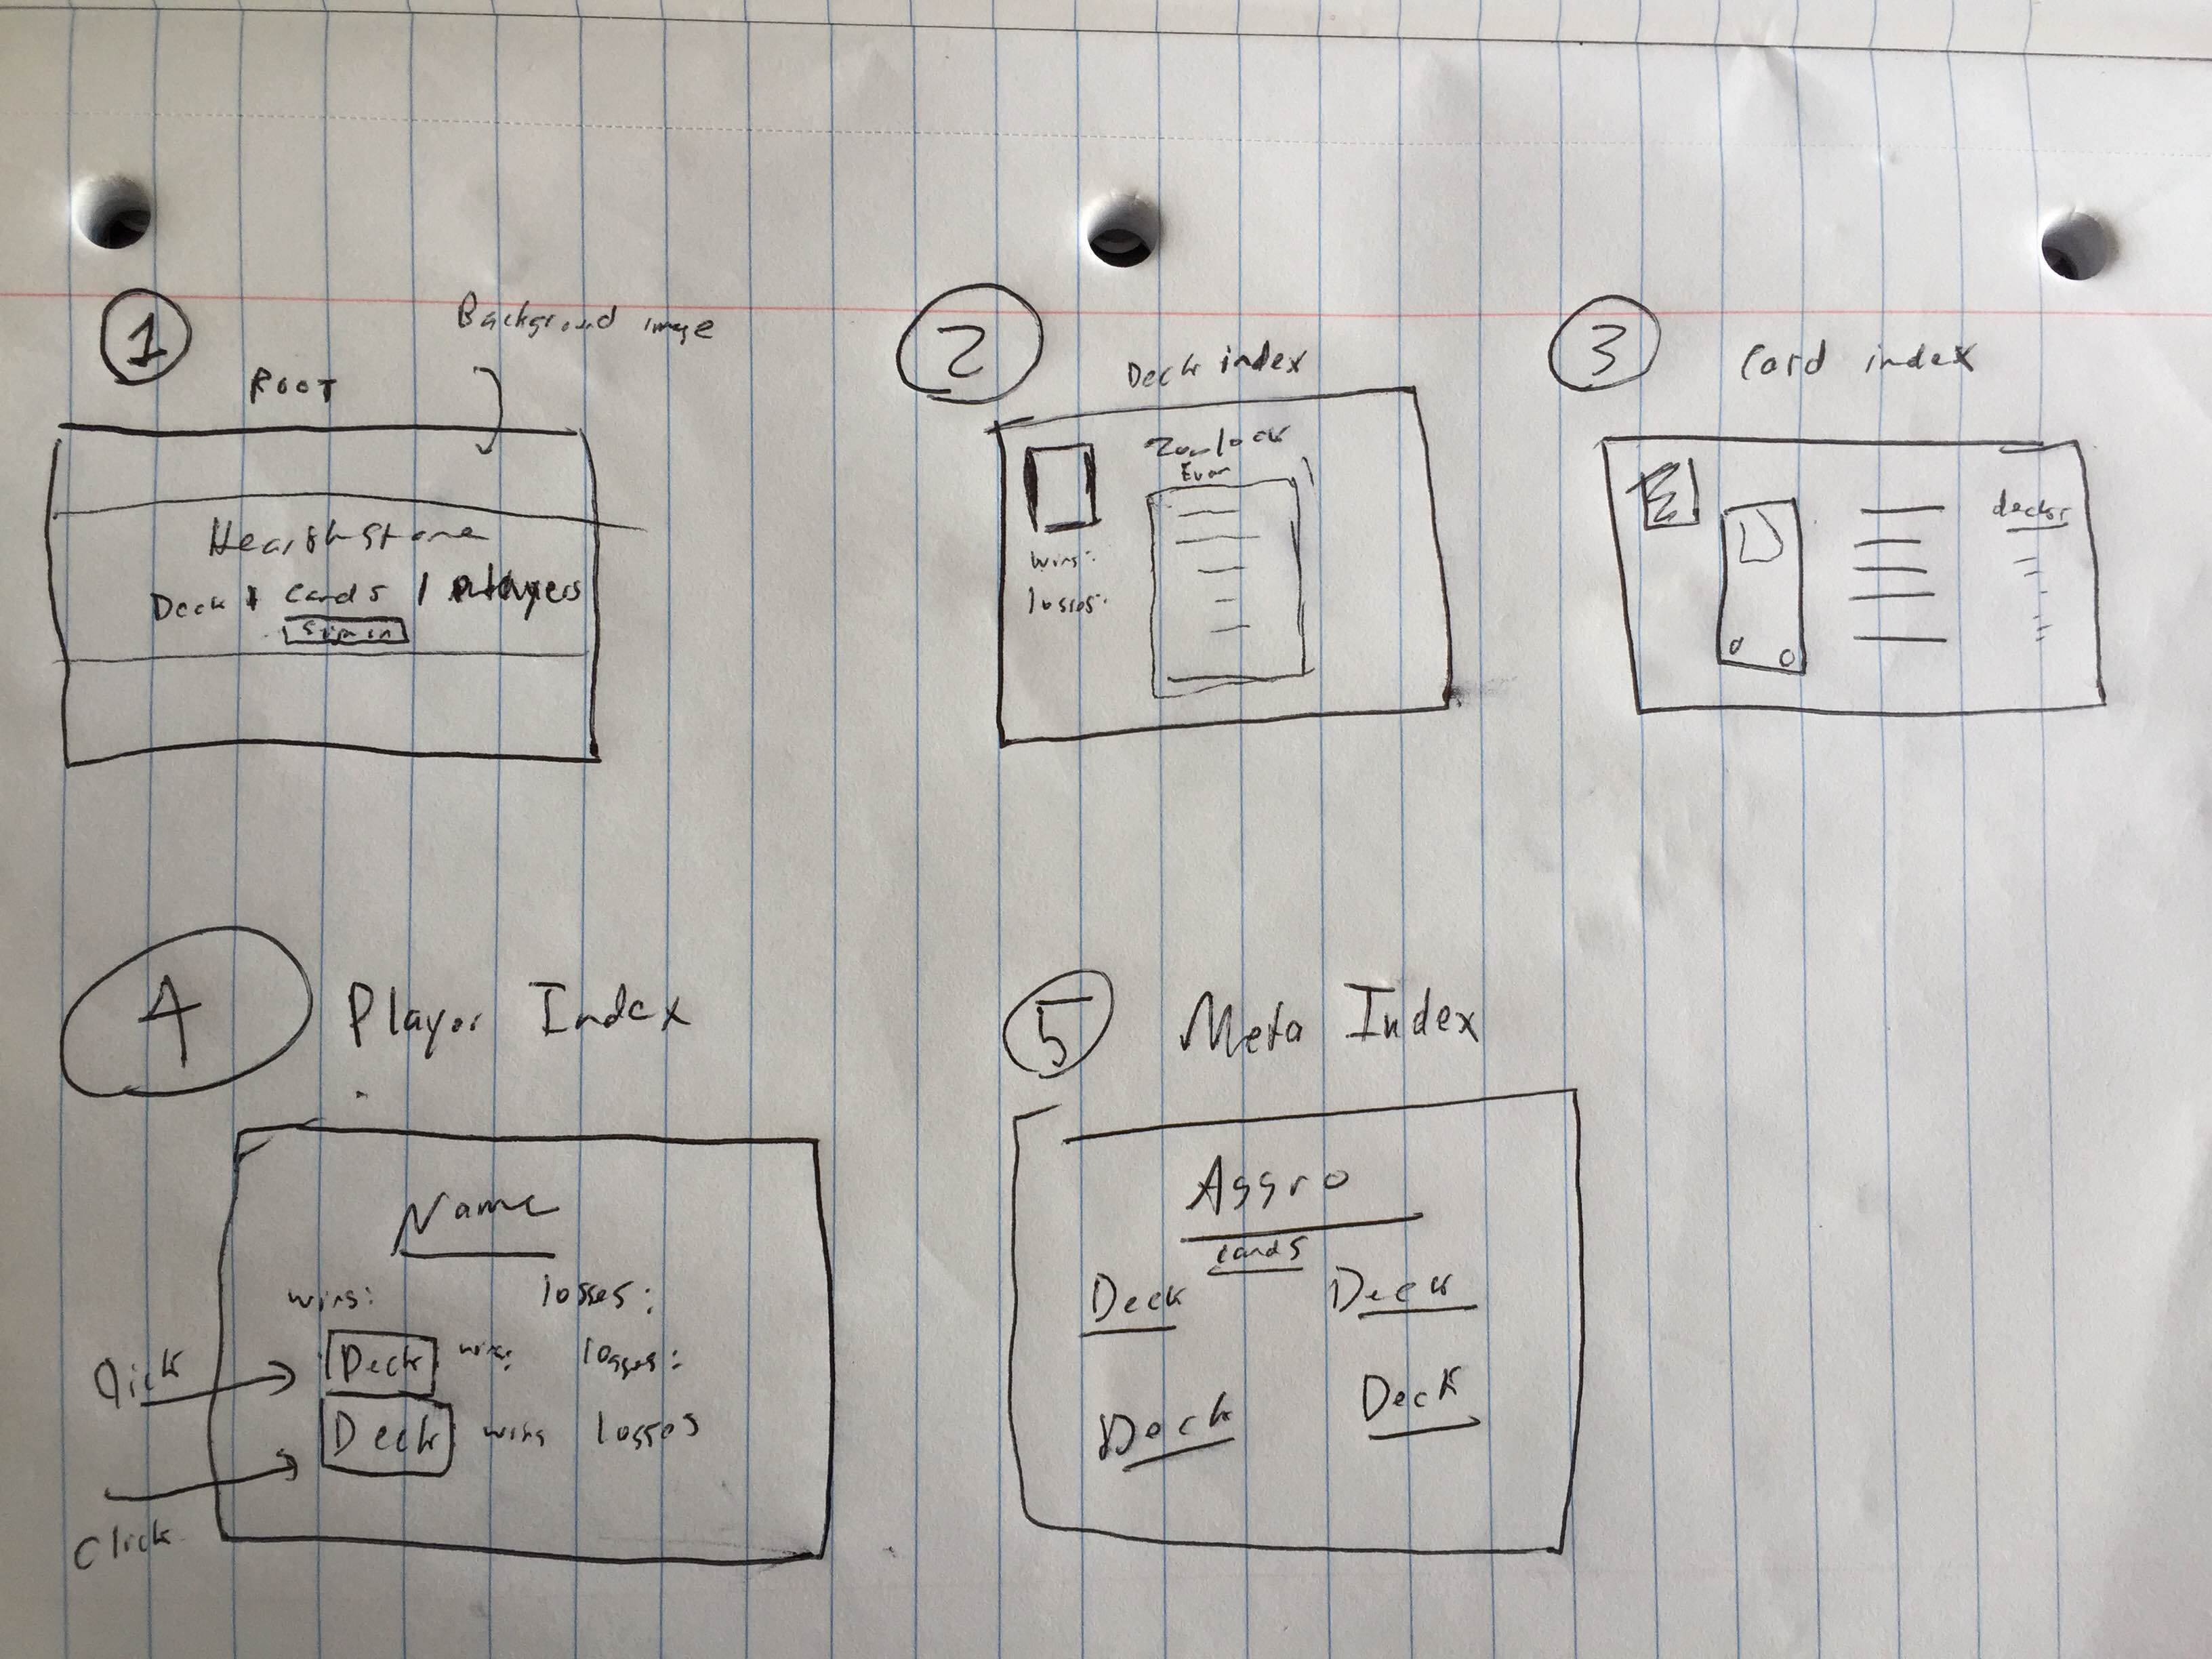 1
ROOT
Background image
Hearthstone
Deck | cards | players
sign in
2
Deck index
Zoolock
wins:
losses:
3
Card index
decks
4
Player Index
Name
wins: losses:
Click
Deck wins: losses:
Click
Deck wins losses
5
Meta Index
Aggro
cards
Deck Deck
Deck Deck